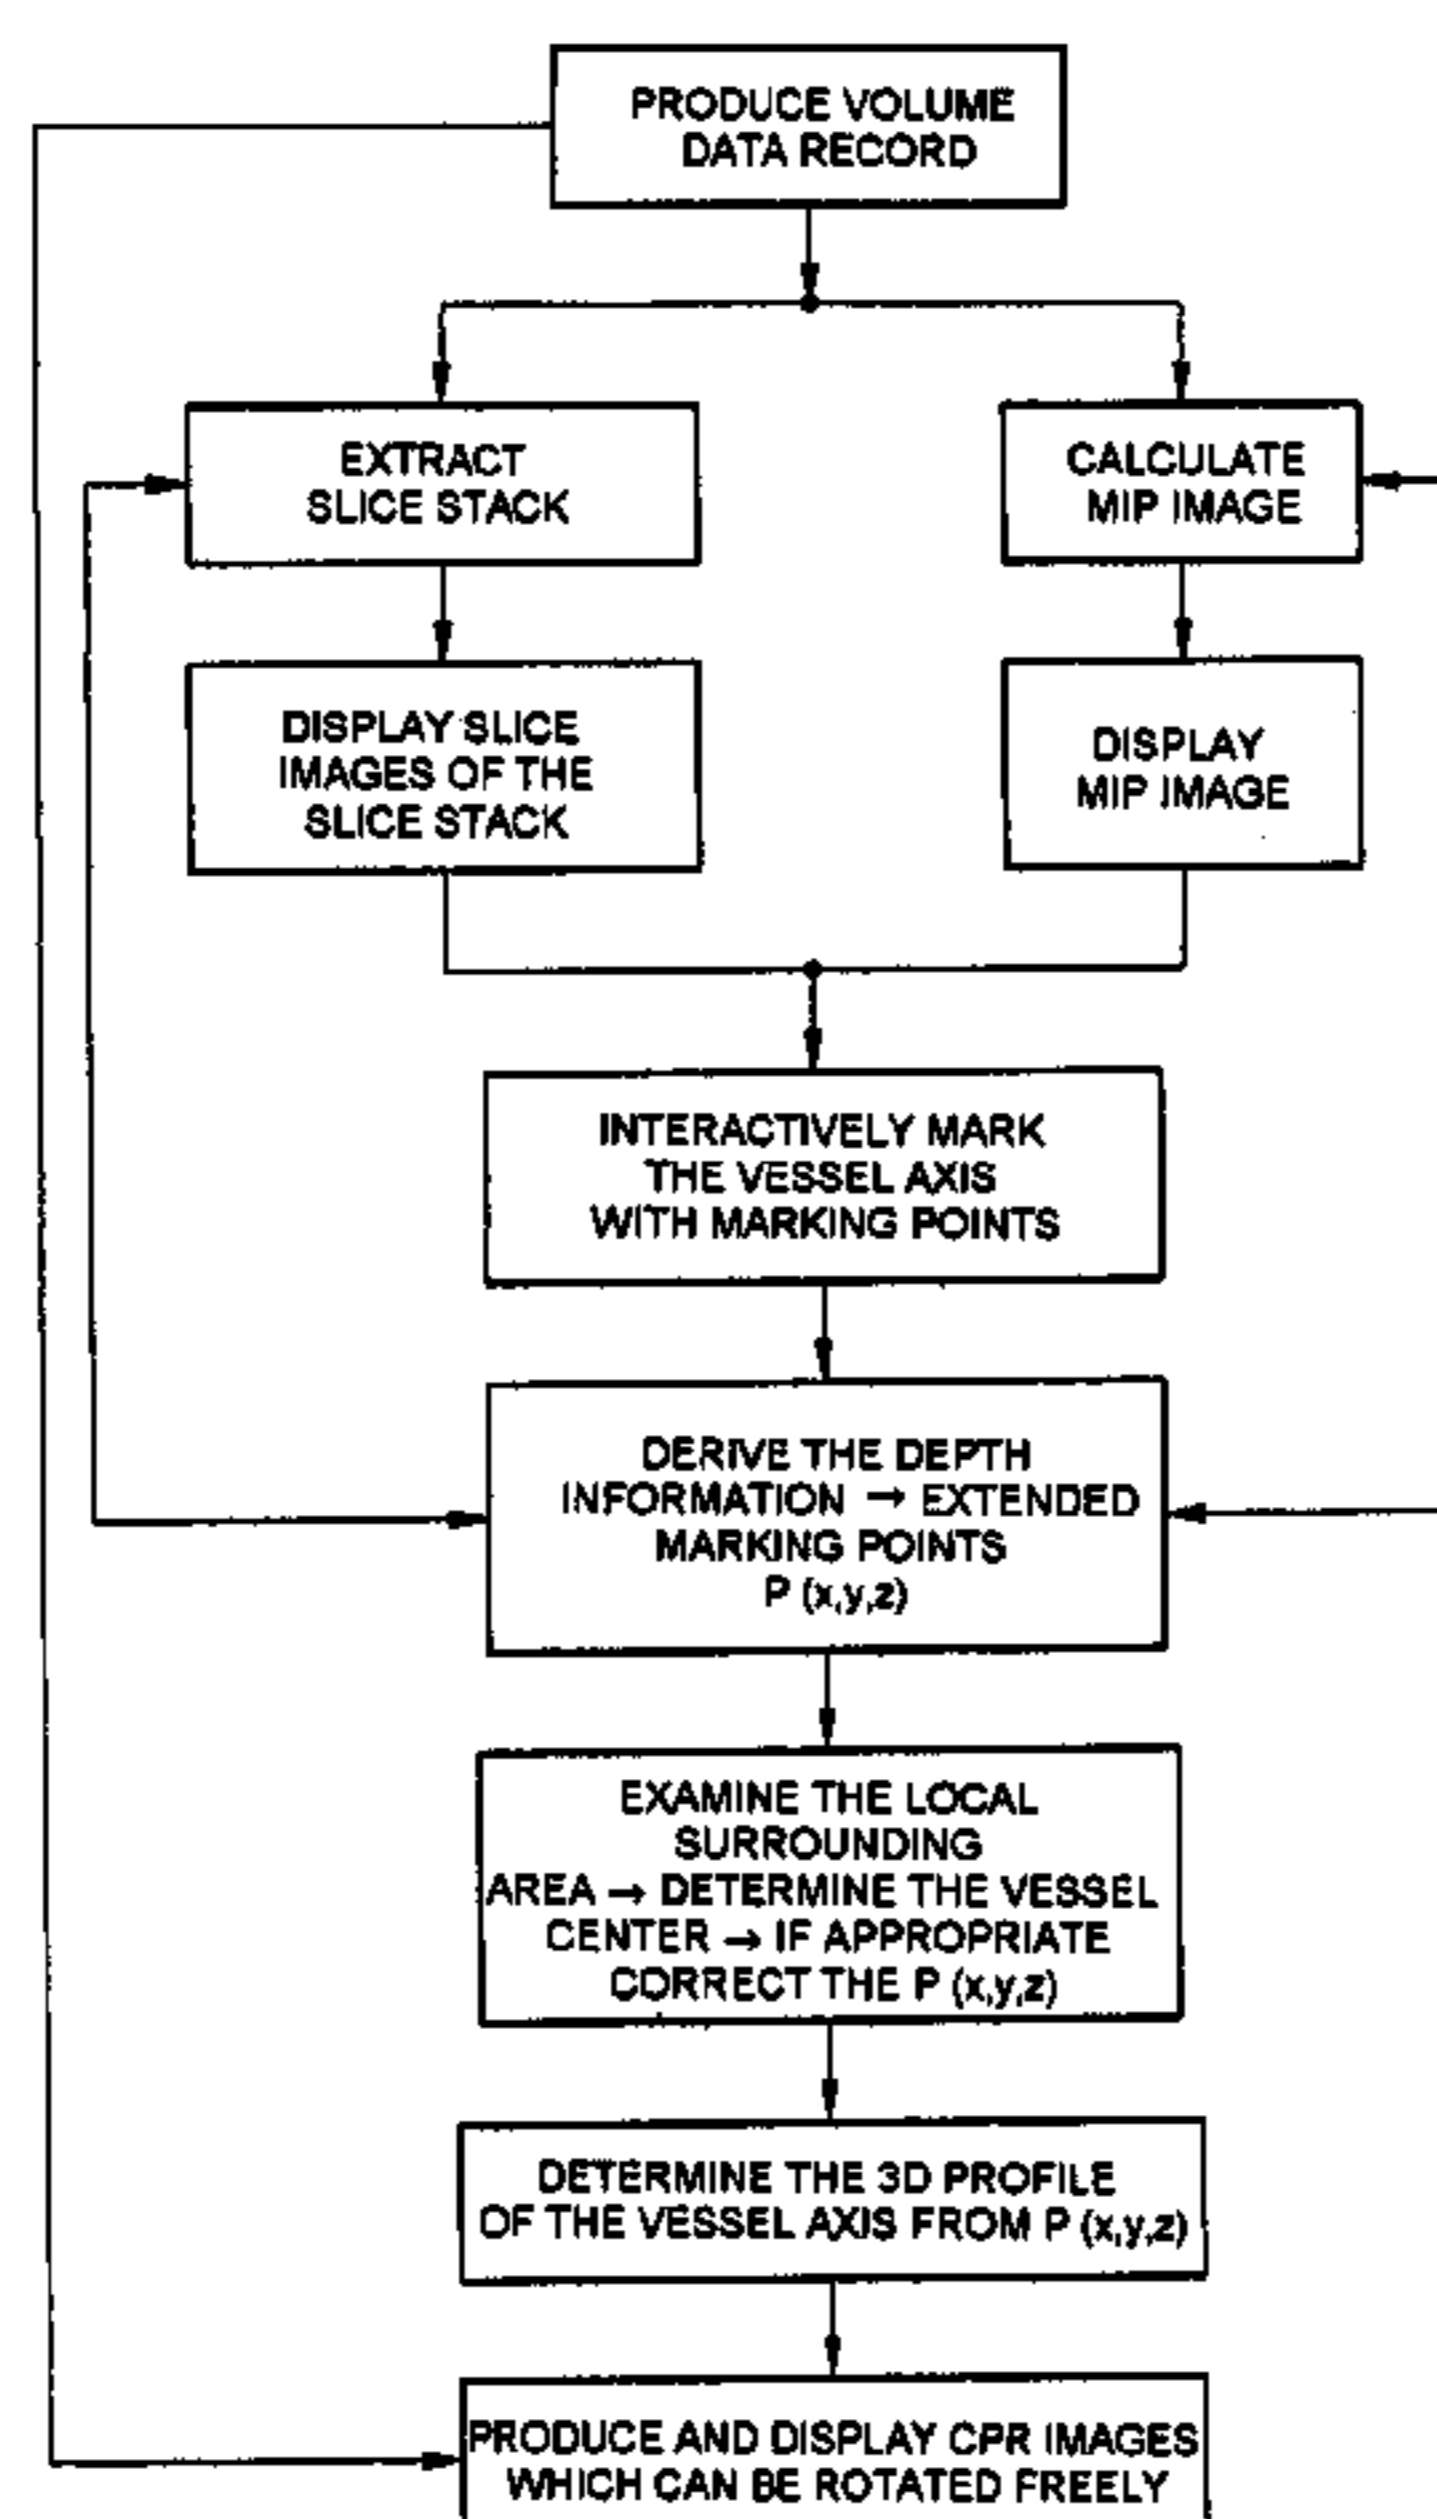 PRODUCE VOLUME
DATA RECORD
EXTRACT
SLICE STACK
CALCULATE
MIP IMAGE
DISPLAY SLICE
IMAGES OF THE
SLICE STACK
DISPLAY
MIP IMAGE
INTERACTIVELY MARK
THE VESSEL AXIS
WITH MARKING POINTS
DERIVE THE DEPTH
INFORMATION → EXTENDED
MARKING POINTS
P (x,y,z)
EXAMINE THE LOCAL
SURROUNDING
AREA → DETERMINE THE VESSEL
CENTER → IF APPROPRIATE
CORRECT THE P (x,y,z)
DETERMINE THE 3D PROFILE
OF THE VESSEL AXIS FROM P (x,y,z)
PRODUCE AND DISPLAY CPR IMAGES
WHICH CAN BE ROTATED FREELY